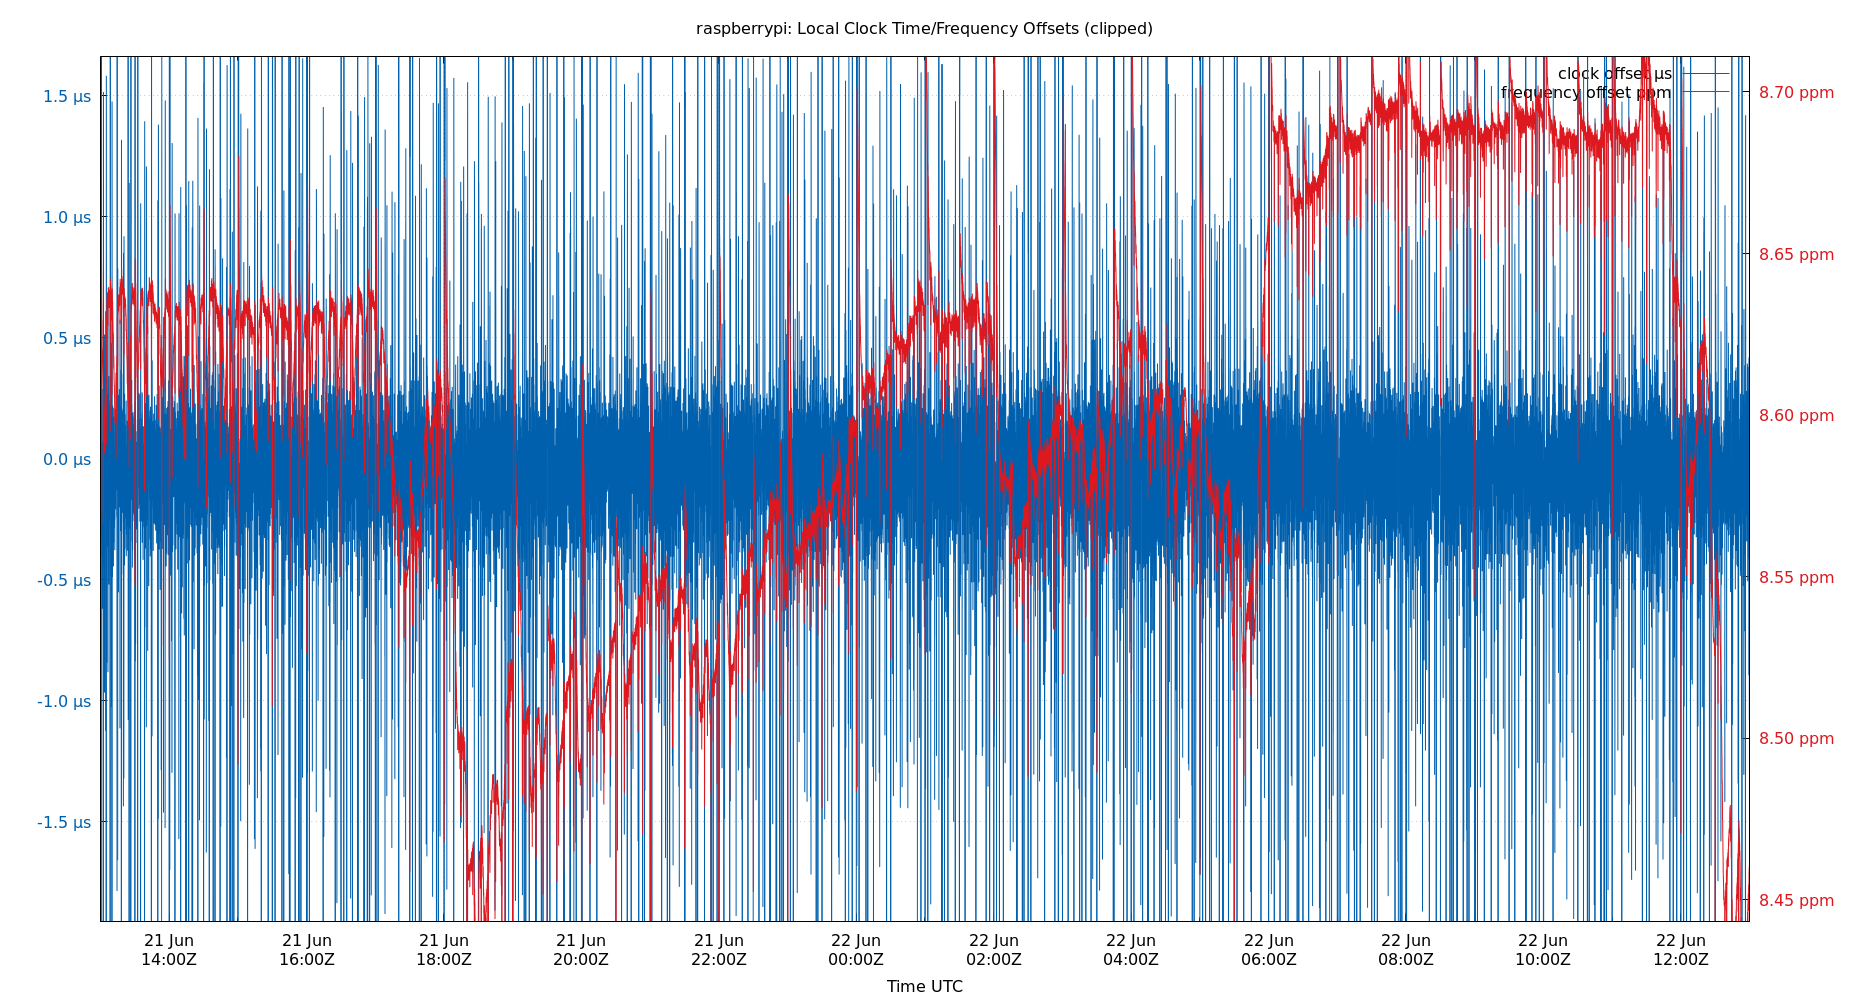 raspberrypi: Local Clock Time/Frequency Offsets (clipped)
clock offset µs
frequency offset ppm
1.5 µs
1.0 µs
0.5 µs
0.0 µs
-0.5 µs
-1.0 µs
-1.5 µs
8.70 ppm
8.65 ppm
8.60 ppm
8.55 ppm
8.50 ppm
8.45 ppm
21 Jun 21 Jun 21 Jun 21 Jun 21 Jun 22 Jun 22 Jun 22 Jun 22 Jun 22 Jun 22 Jun 22 Jun
14:00Z 16:00Z 18:00Z 20:00Z 22:00Z 00:00Z 02:00Z 04:00Z 06:00Z 08:00Z 10:00Z 12:00Z
Time UTC